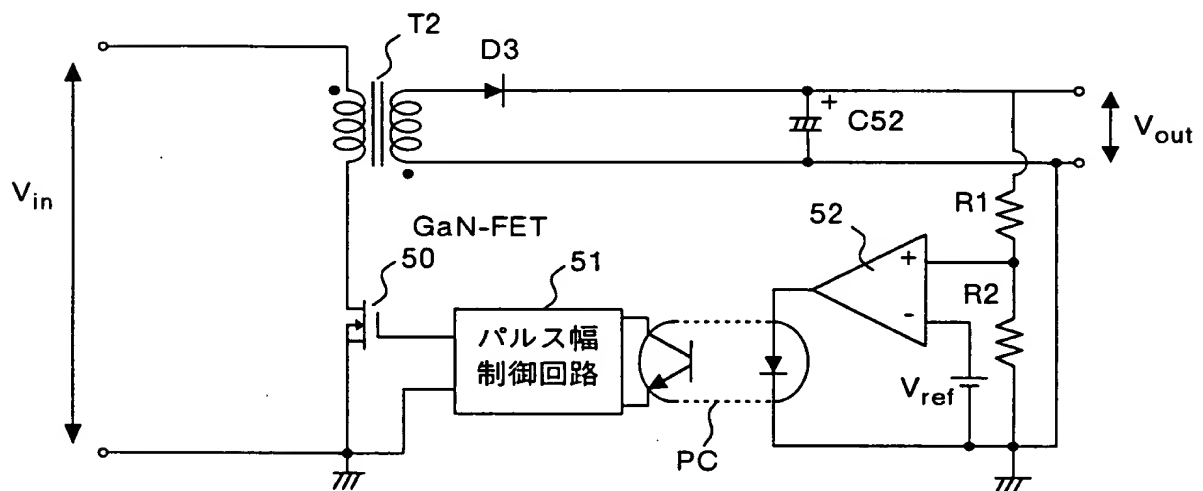 T2
D3
+
C52
Vout
Vin
R1
GaN-FET
52
50
51
+
R2
-
パルス幅
制御回路
Vref
PC